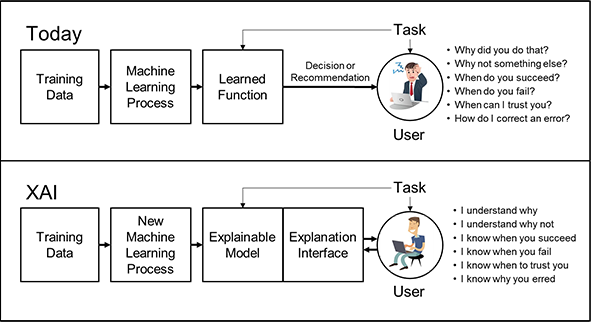 Today
Task
Training
Data
Machine
Learning
Process
Learned
Function
Decision or
Recommendation
User
• Why did you do that?
• Why not something else?
• When do you succeed?
• When do you fail?
• When can I trust you?
• How do I correct an error?
XAI
Task
Training
Data
New
Machine
Learning
Process
Explainable
Model
Explanation
Interface
User
• I understand why
• I understand why not
• I know when you succeed
• I know when you fail
• I know when to trust you
• I know why you erred